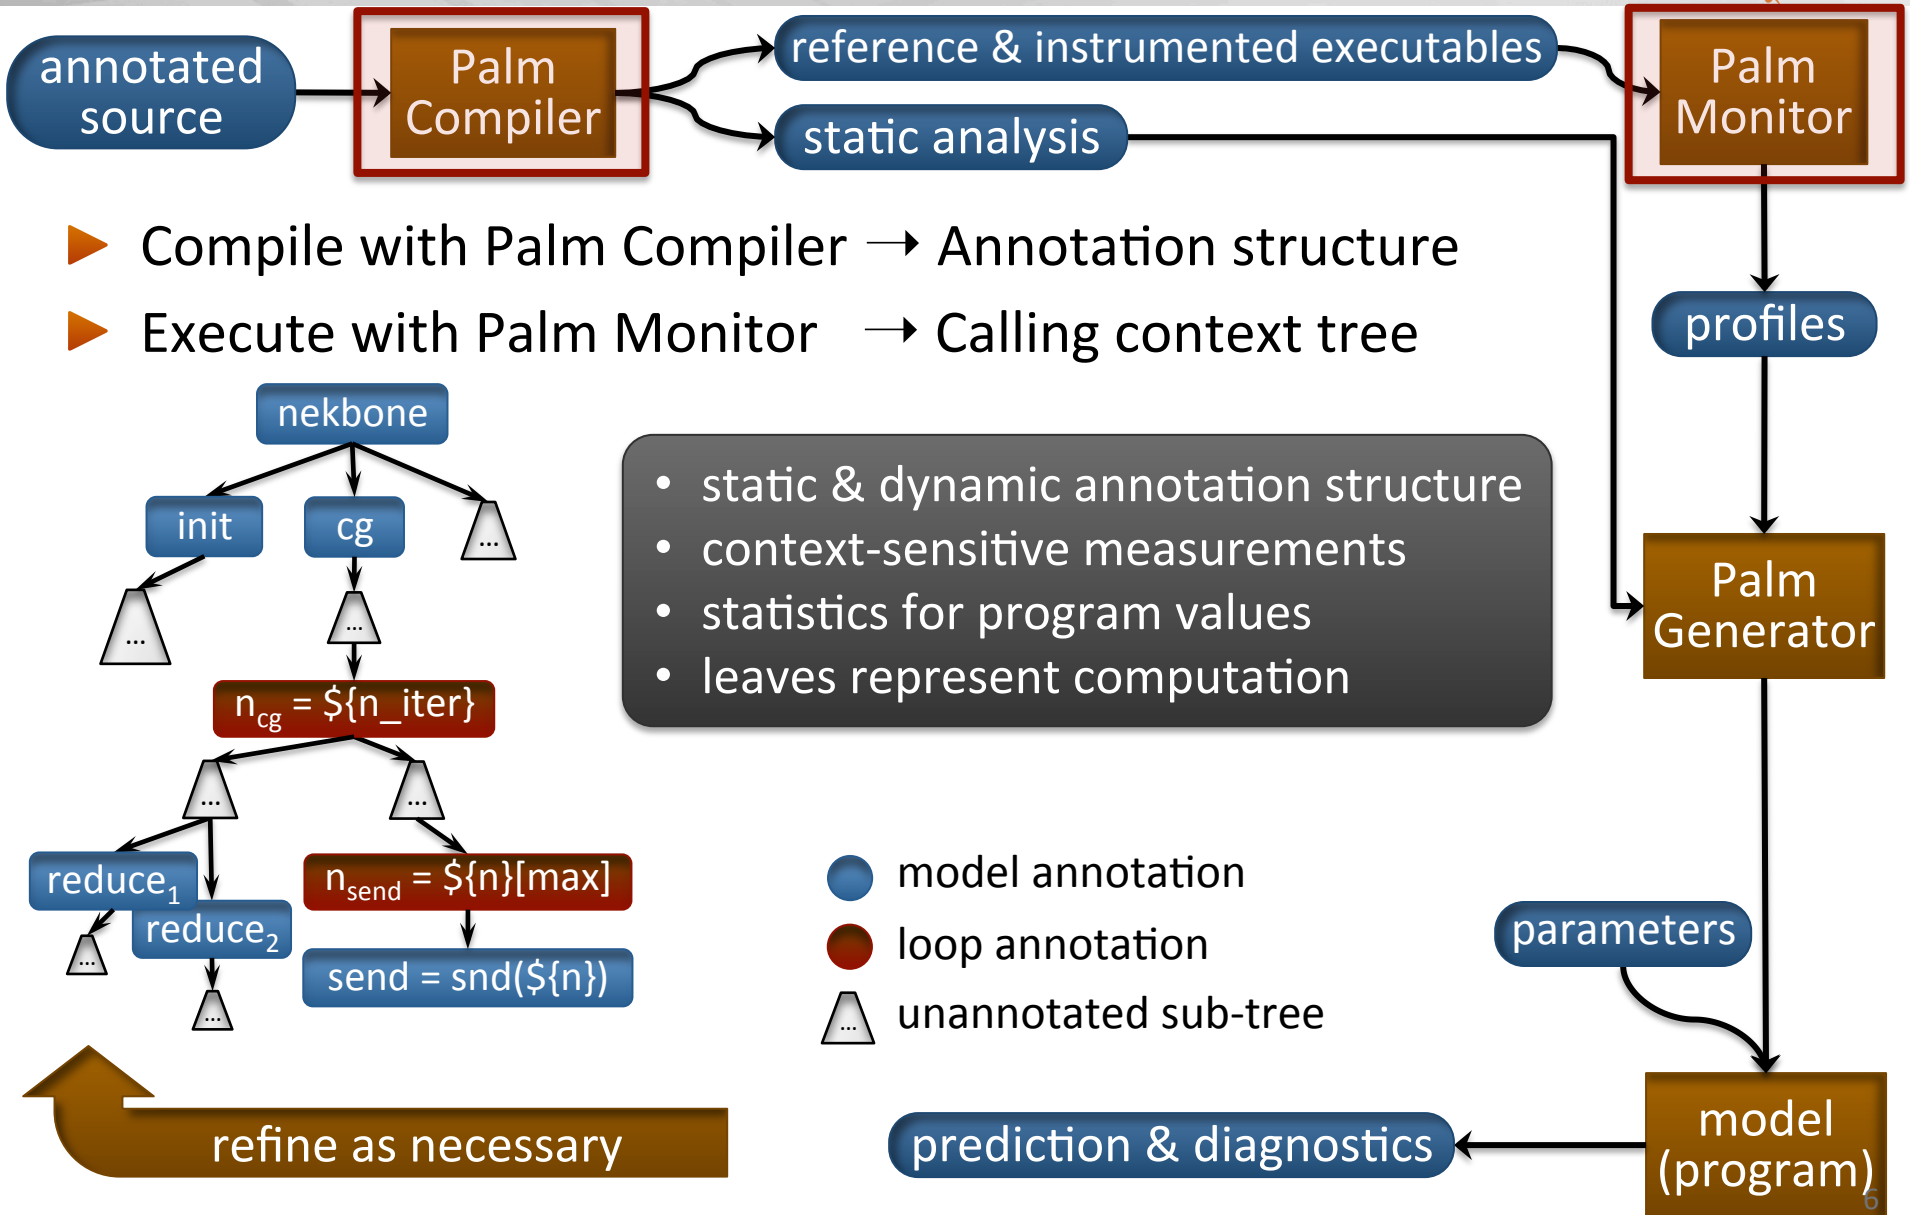 annotated
source
Palm
Compiler
reference & instrumented executables
static analysis
Palm
Monitor
Compile with Palm Compiler → Annotation structure
Execute with Palm Monitor → Calling context tree
profiles
nekbone
init
cg
...
...
...
n_cg = ${n_iter}
...
...
reduce₁
reduce₂
n_send = ${n}[max]
send = snd(${n})
...
...
• static & dynamic annotation structure
• context-sensitive measurements
• statistics for program values
• leaves represent computation
Palm
Generator
model annotation
loop annotation
... unannotated sub-tree
parameters
refine as necessary
prediction & diagnostics
model
(program)
6